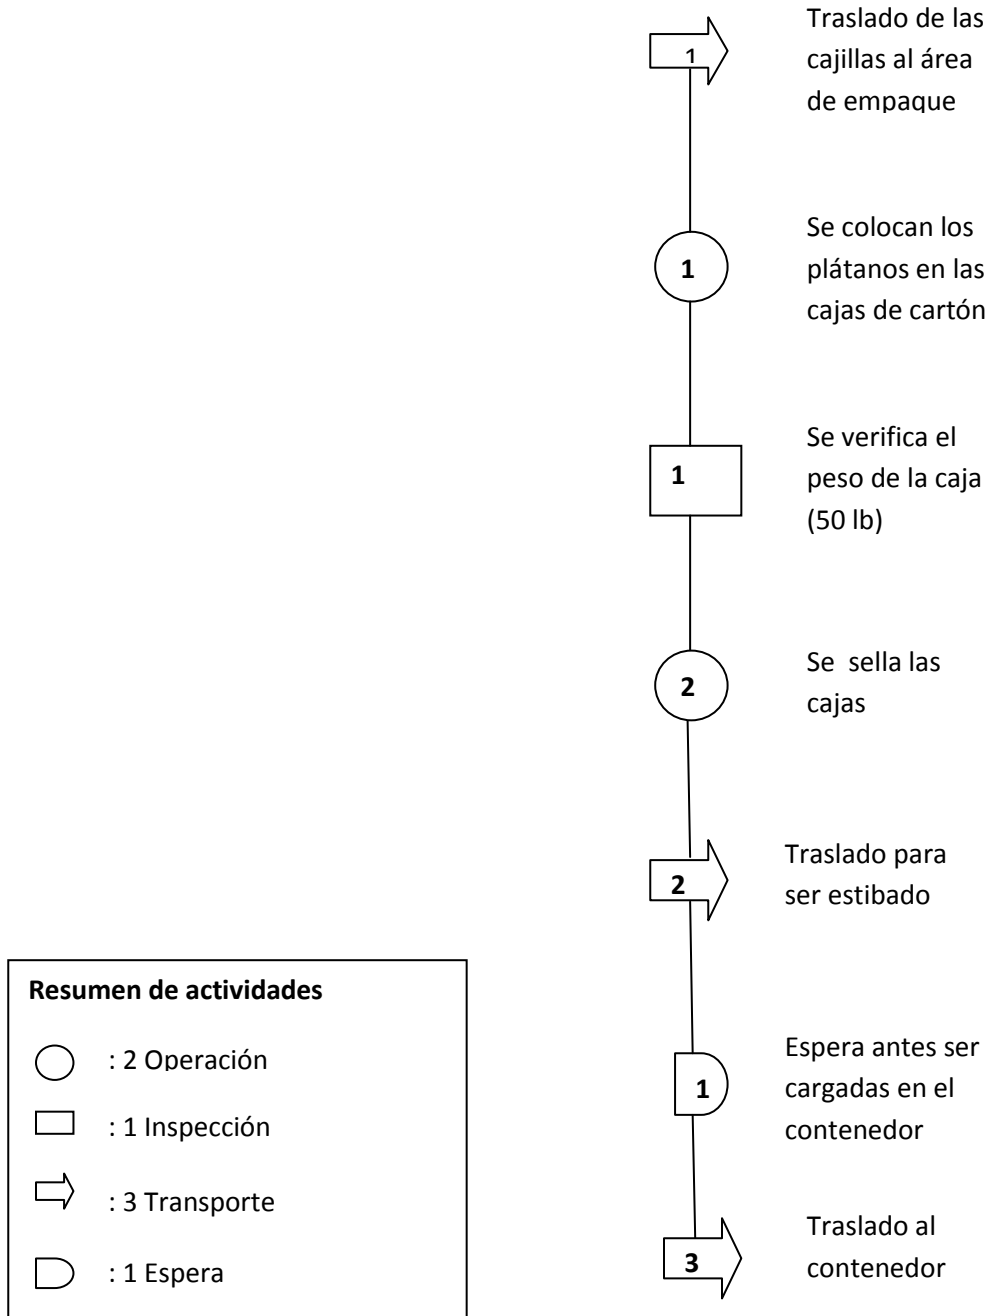 1
Traslado de las
cajillas al área
de empaque
1
Se colocan los
plátanos en las
cajas de cartón
1
Se verifica el
peso de la caja
(50 lb)
2
Se sella las
cajas
2
Traslado para
ser estibado
1
Espera antes ser
cargadas en el
contenedor
3
Traslado al
contenedor
Resumen de actividades
: 2 Operación
: 1 Inspección
: 3 Transporte
: 1 Espera